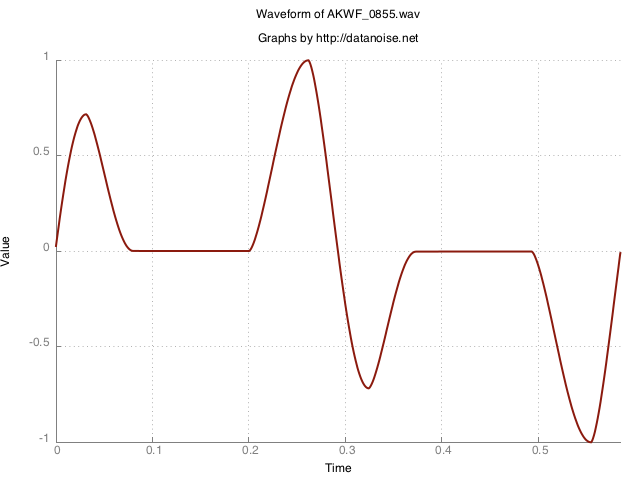 Waveform of AKWF_0855.wav
Graphs by http://datanoise.net
1
0.5
0
-0.5
-1
Value
0 0.1 0.2 0.3 0.4 0.5
Time